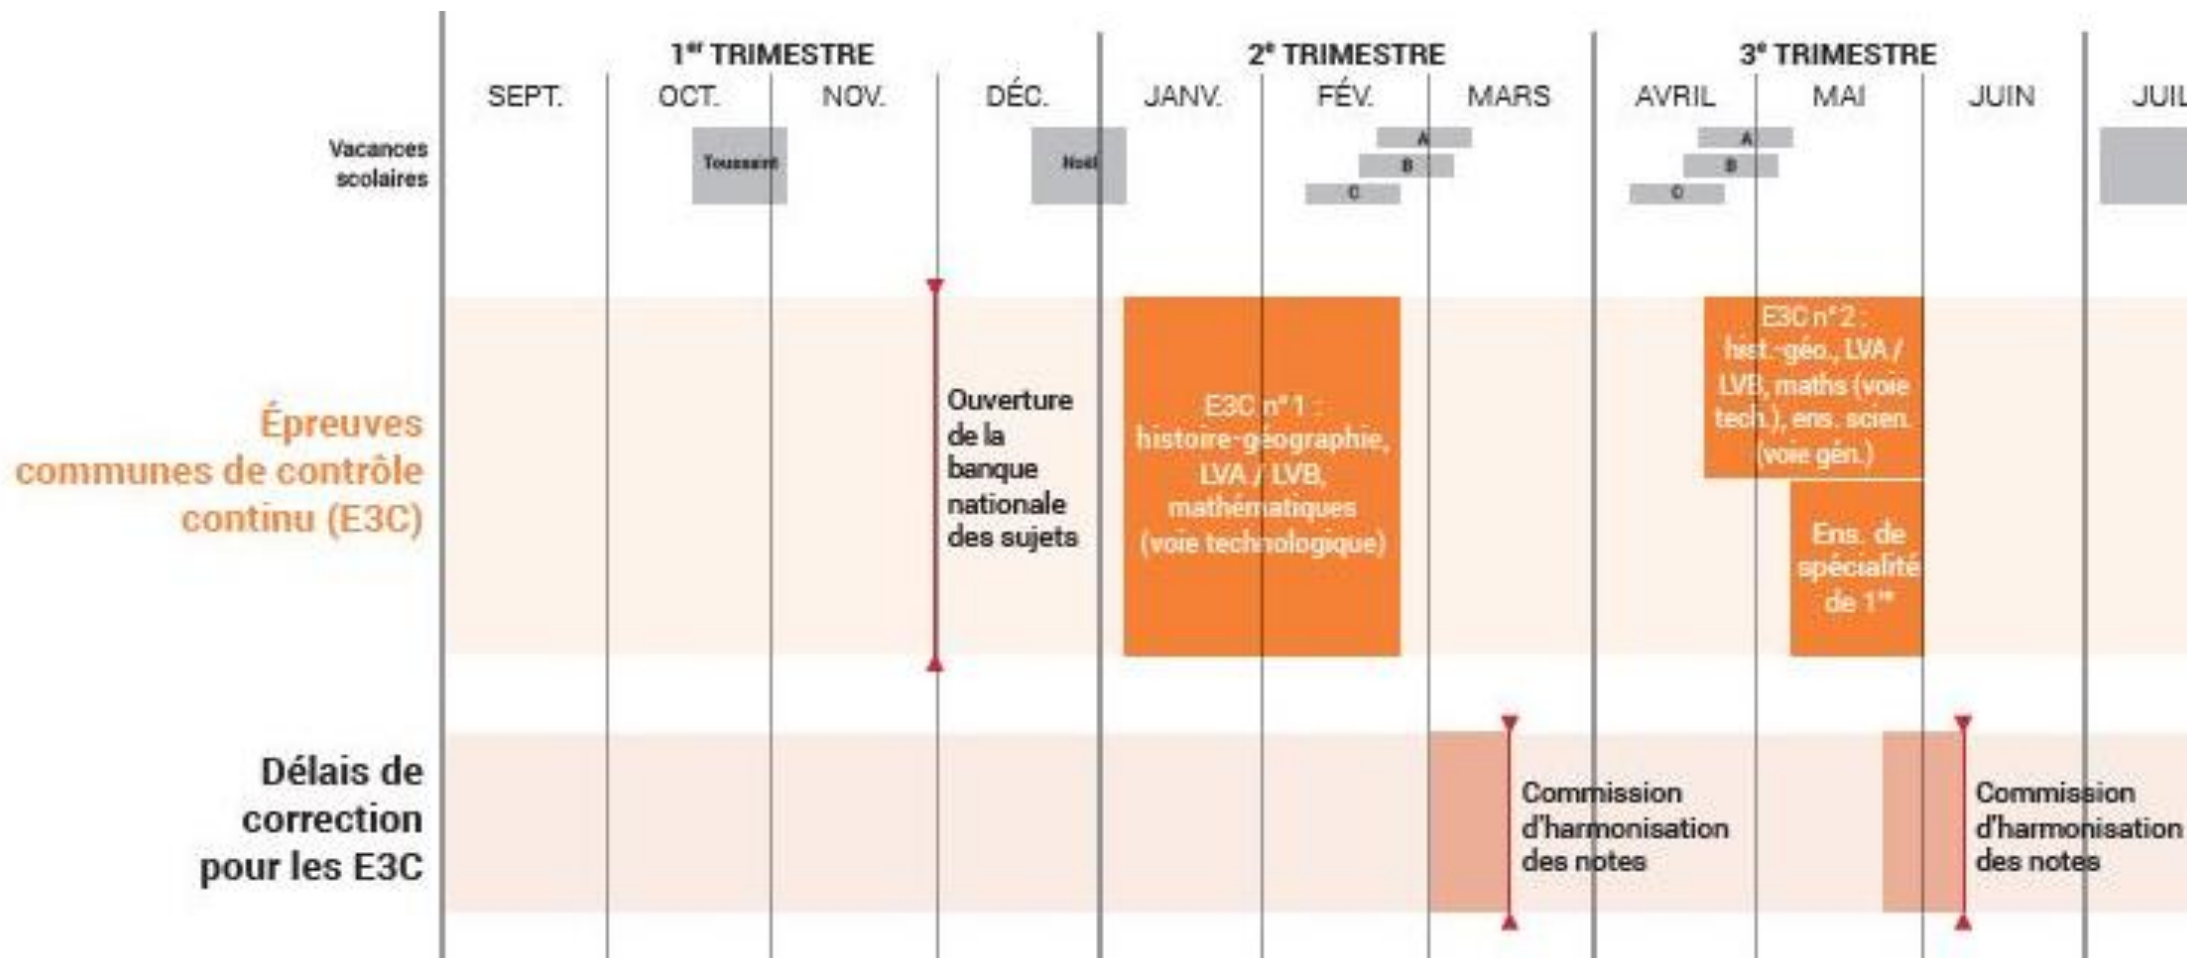 1er TRIMESTRE
2e TRIMESTRE
3e TRIMESTRE
SEPT.
OCT.
NOV.
DÉC.
JANV.
FÉV.
MARS
AVRIL
MAI
JUIN
JUIL
Vacances
scolaires
Toussaint
Noël
A
B
C
A
B
C
Épreuves
communes de contrôle
continu (E3C)
Ouverture
de la
banque
nationale
des sujets
E3C n°1 :
histoire-géographie,
LVA / LVB,
mathématiques
(voie technologique)
E3C n°2 :
hist.-géo., LVA /
LVB, maths (voie
tech.), ens. scien.
(voie gén.)
Ens. de
spécialité
de 1re
Délais de
correction
pour les E3C
Commission
d'harmonisation
des notes
Commission
d'harmonisation
des notes